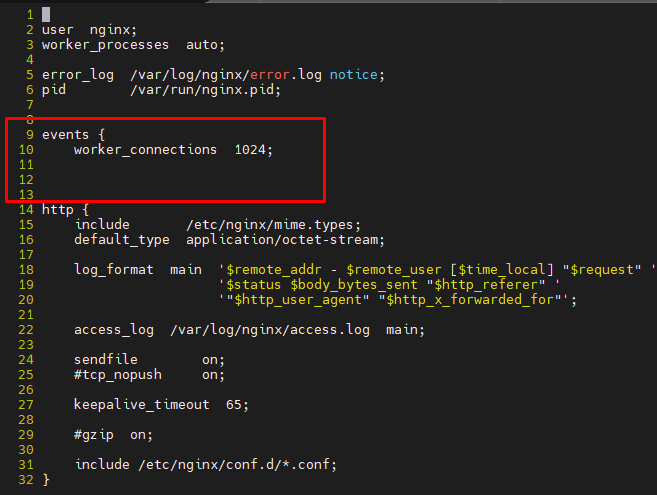 1
2 user  nginx;
3 worker_processes  auto;
4
5 error_log  /var/log/nginx/error.log notice;
6 pid        /var/run/nginx.pid;
7
8
9 events {
10     worker_connections  1024;
11
12
13
14 http {
15     include       /etc/nginx/mime.types;
16     default_type  application/octet-stream;
17
18     log_format  main  '$remote_addr - $remote_user [$time_local] "$request" '
19                       '$status $body_bytes_sent "$http_referer" '
20                       '"$http_user_agent" "$http_x_forwarded_for"';
21
22     access_log  /var/log/nginx/access.log  main;
23
24     sendfile        on;
25     #tcp_nopush     on;
26
27     keepalive_timeout  65;
28
29     #gzip  on;
30
31     include /etc/nginx/conf.d/*.conf;
32 }